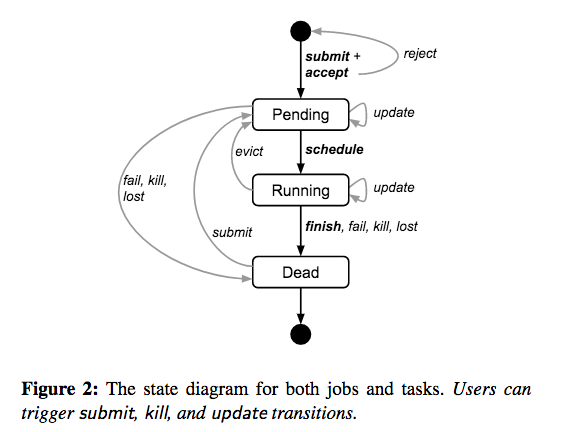 submit +
accept
reject
Pending
update
evict
schedule
fail, kill,
lost
Running
update
submit
finish, fail, kill, lost
Dead
Figure 2: The state diagram for both jobs and tasks. Users can
trigger submit, kill, and update transitions.